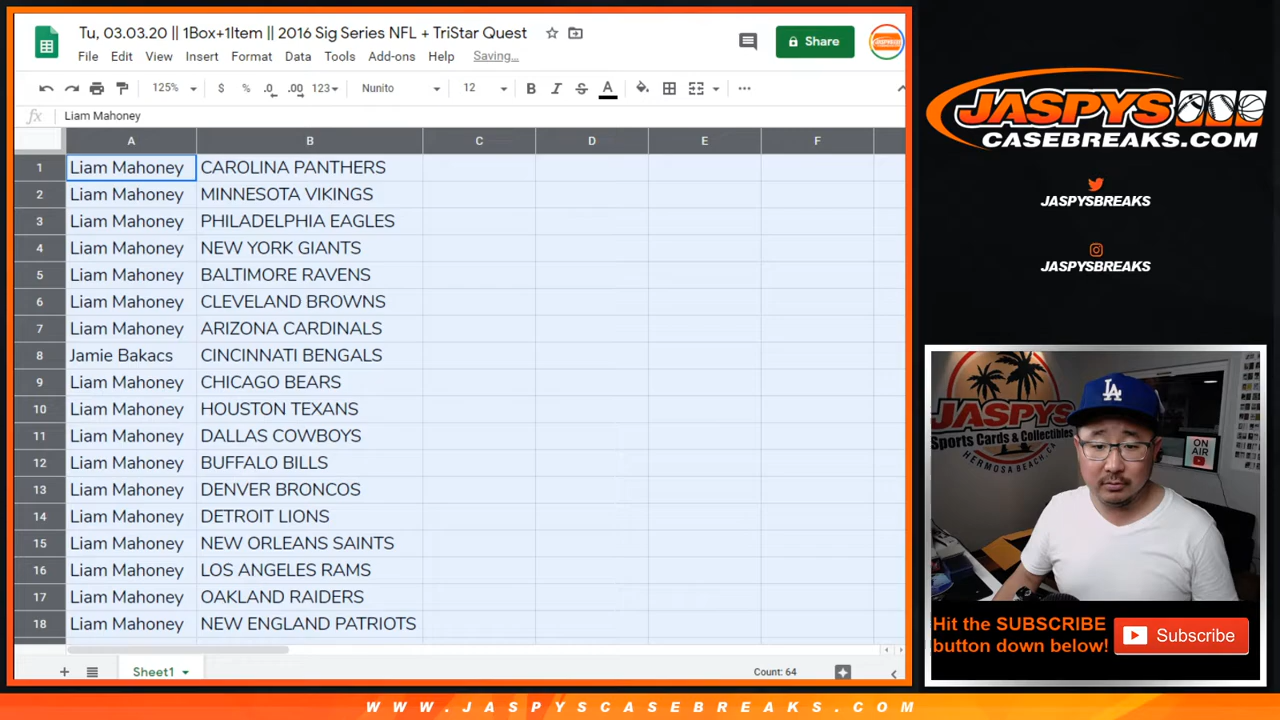 Tu, 03.03.20 || 1Box+1Item || 2016 Sig Series NFL + TriStar Quest
File Edit View Insert Format Data Tools Add-ons Help Saving...
Share
125% $ % .0 .00 123 Nunito 12 B I S A
fx Liam Mahoney
A B C D E F
1 Liam Mahoney CAROLINA PANTHERS
2 Liam Mahoney MINNESOTA VIKINGS
3 Liam Mahoney PHILADELPHIA EAGLES
4 Liam Mahoney NEW YORK GIANTS
5 Liam Mahoney BALTIMORE RAVENS
6 Liam Mahoney CLEVELAND BROWNS
7 Liam Mahoney ARIZONA CARDINALS
8 Jamie Bakacs CINCINNATI BENGALS
9 Liam Mahoney CHICAGO BEARS
10 Liam Mahoney HOUSTON TEXANS
11 Liam Mahoney DALLAS COWBOYS
12 Liam Mahoney BUFFALO BILLS
13 Liam Mahoney DENVER BRONCOS
14 Liam Mahoney DETROIT LIONS
15 Liam Mahoney NEW ORLEANS SAINTS
16 Liam Mahoney LOS ANGELES RAMS
17 Liam Mahoney OAKLAND RAIDERS
18 Liam Mahoney NEW ENGLAND PATRIOTS
Sheet1
Count: 64
JASPYS
CASEBREAKS.COM
JASPYSBREAKS
JASPYSBREAKS
JASPYS
Sports Cards & Collectibles
HERMOSA BEACH, CA
LA
ON
AIR
Hit the SUBSCRIBE
button down below!
Subscribe
WWW.JASPYSCASEBREAKS.COM